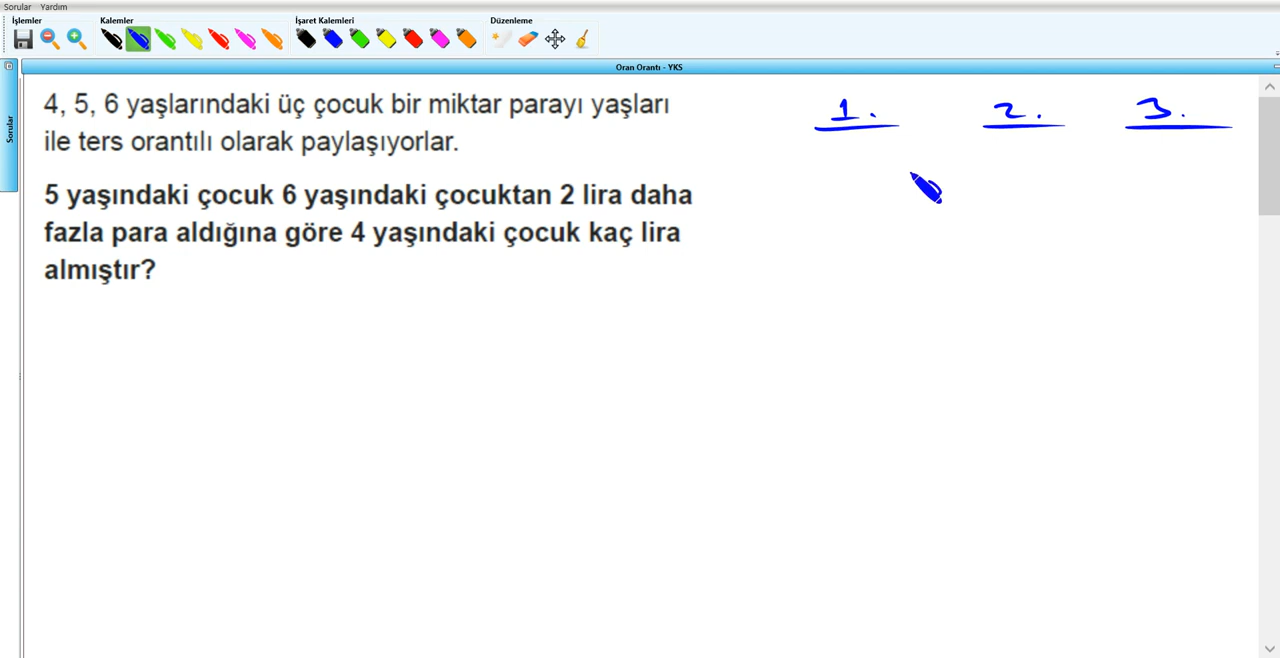 Sorular Yardım
İşlemler Kalemler İşaret Kalemleri Düzenleme
Oran Orantı - YKS
Sorular
4, 5, 6 yaşlarındaki üç çocuk bir miktar parayı yaşları
ile ters orantılı olarak paylaşıyorlar.
5 yaşındaki çocuk 6 yaşındaki çocuktan 2 lira daha
fazla para aldığına göre 4 yaşındaki çocuk kaç lira
almıştır?
1. 2. 3.